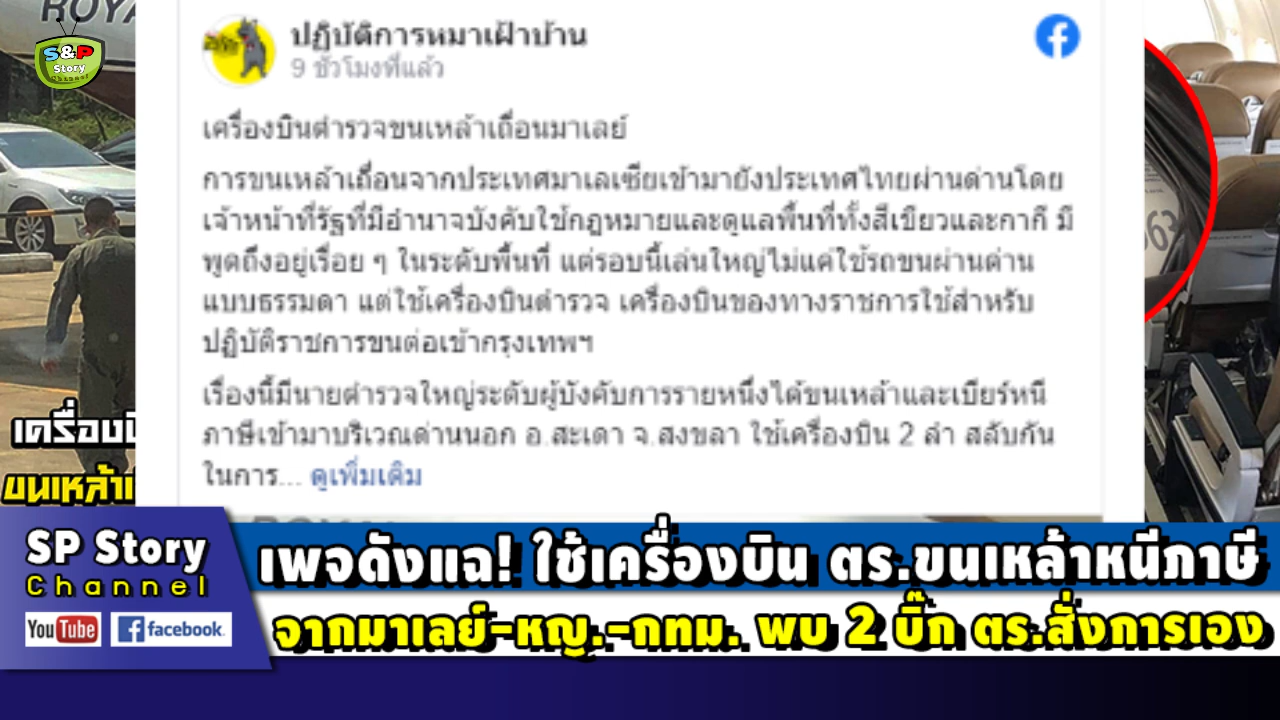 ROYA
S&P
Story
Channel
ปฏิบัติการหมาเฝ้าบ้าน
9 ชั่วโมงที่แล้ว
เครื่องบินตำรวจขนเหล้าเถื่อนมาเลย์
การขนเหล้าเถื่อนจากประเทศมาเลเซียเข้ามายังประเทศไทยผ่านด่านโดย
เจ้าหน้าที่รัฐที่มีอำนาจบังคับใช้กฎหมายและดูแลพื้นที่ทั้งสีเขียวและกากี มี
พูดถึงอยู่เรื่อย ๆ ในระดับพื้นที่ แต่รอบนี้เล่นใหญ่ไม่แค่ใช้รถขนผ่านด่าน
แบบธรรมดา แต่ใช้เครื่องบินตำรวจ เครื่องบินของทางราชการใช้สำหรับ
ปฏิบัติราชการขนต่อเข้ากรุงเทพฯ
เรื่องนี้มีนายตำรวจใหญ่ระดับผู้บังคับการรายหนึ่งได้ขนเหล้าและเบียร์หนี
ภาษีเข้ามาบริเวณด่านนอก อ.สะเดา จ.สงขลา ใช้เครื่องบิน 2 ลำ สลับกัน
ในการ... ดูเพิ่มเติม
เครื่องบิ
ขนเหล้าเ
SP Story
Channel
YouTube facebook
เพจดังแฉ! ใช้เครื่องบิน ตร.ขนเหล้าหนีภาษี
จากมาเลย์-หญ.-กทม. พบ 2 บิ๊ก ตร.สั่งการเอง